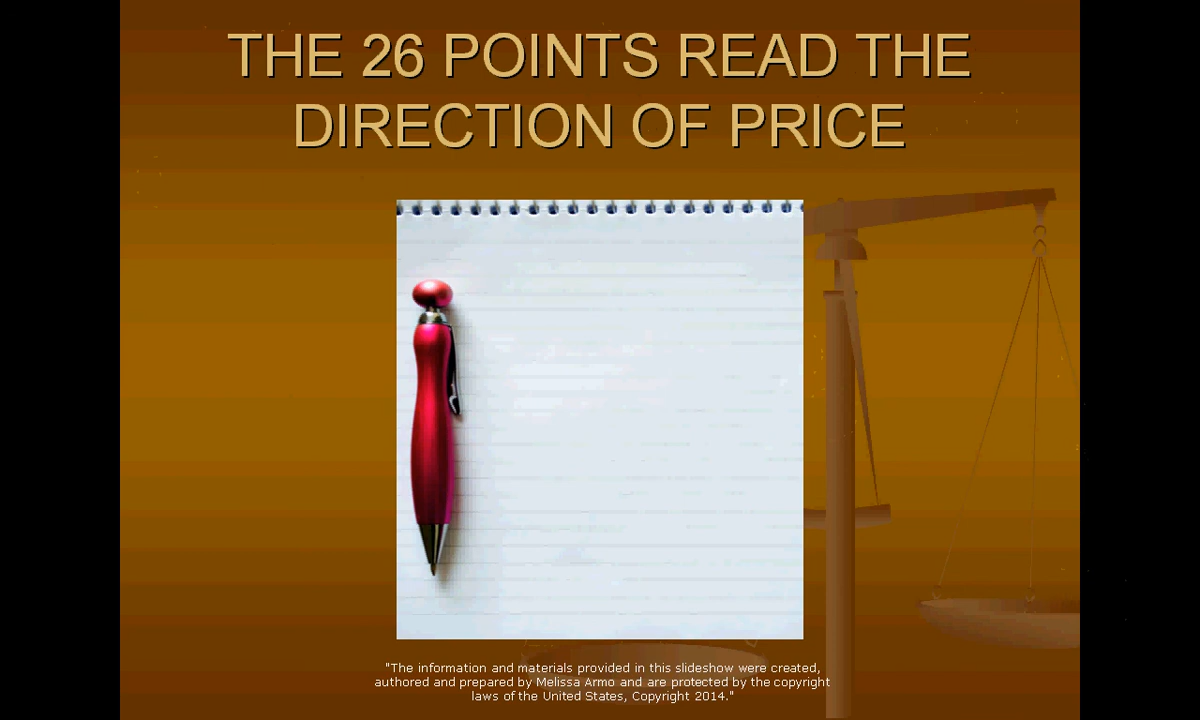 THE 26 POINTS READ THE
DIRECTION OF PRICE
"The information and materials provided in this slideshow were created,
authored and prepared by Melissa Armo and are protected by the copyright
laws of the United States, Copyright 2014."